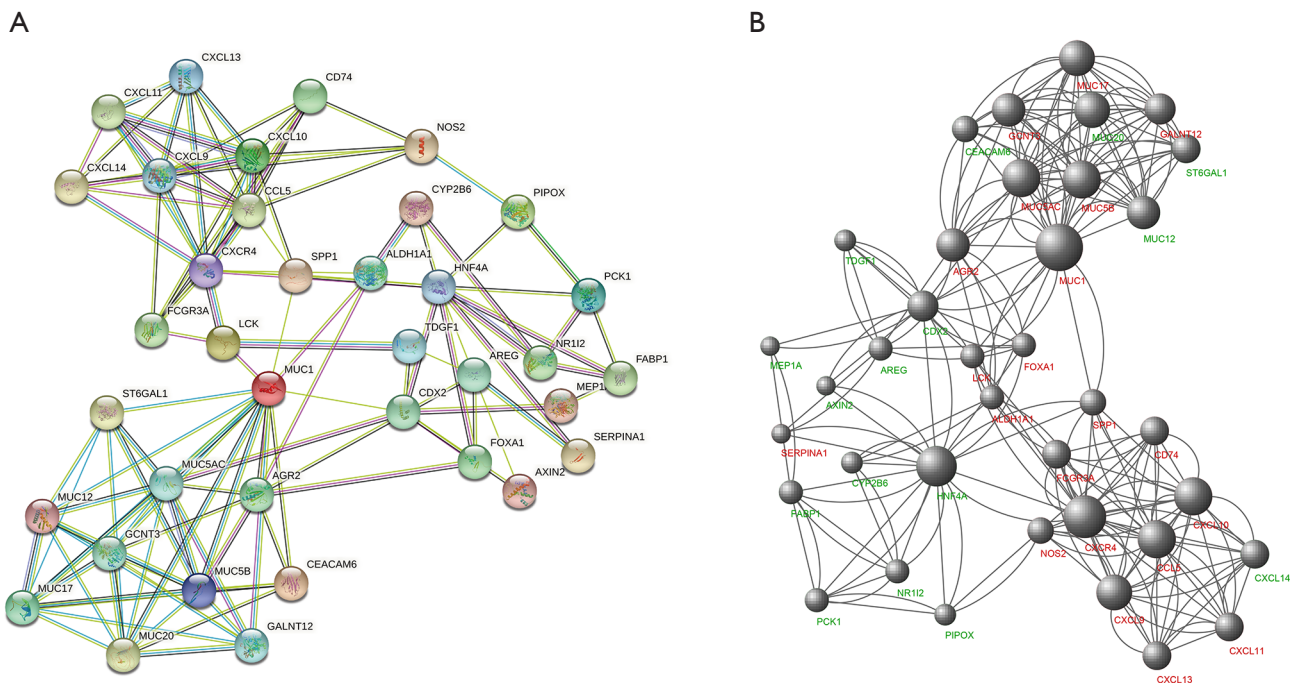 A
CXCL13
CD74
CXCL11
NOS2
CXCL10
CXCL9
CXCL14
CCL5
CYP2B6
PIPOX
CXCR4
SPP1
ALDH1A1
HNF4A
PCK1
FCGR3A
LCK
TDGF1
AREG
NR1I2
FABP1
MUC1
MEP1A
ST6GAL1
CDX2
SERPINA1
MUC5AC
FOXA1
AGR2
AXIN2
MUC12
GCNT3
MUC5B
CEACAM6
MUC17
MUC20
GALNT12
B
MUC17
GCNT3
MUC20
GALNT12
CEACAM6
ST6GAL1
MUC5AC
MUC5B
MUC12
TDGF1
AGR2
MUC1
CDX2
MEP1A
AREG
LCK
FOXA1
AXIN2
ALDH1A1
SPP1
SERPINA1
CD74
CYP2B6
FCGR3A
HNF4A
FABP1
CXCL10
NOS2
CXCR4
CCL5
CXCL14
NR1I2
PCK1
PIPOX
CXCL9
CXCL11
CXCL13